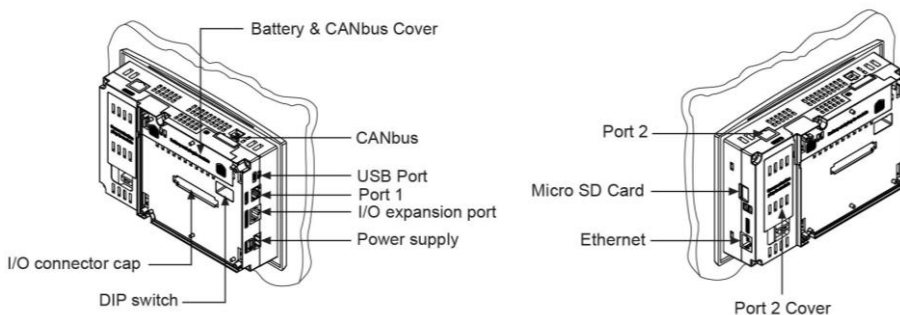 Battery & CANbus Cover
CANbus
USB Port
Port 1
I/O expansion port
Power supply
I/O connector cap
DIP switch
Port 2
Micro SD Card
Ethernet
Port 2 Cover